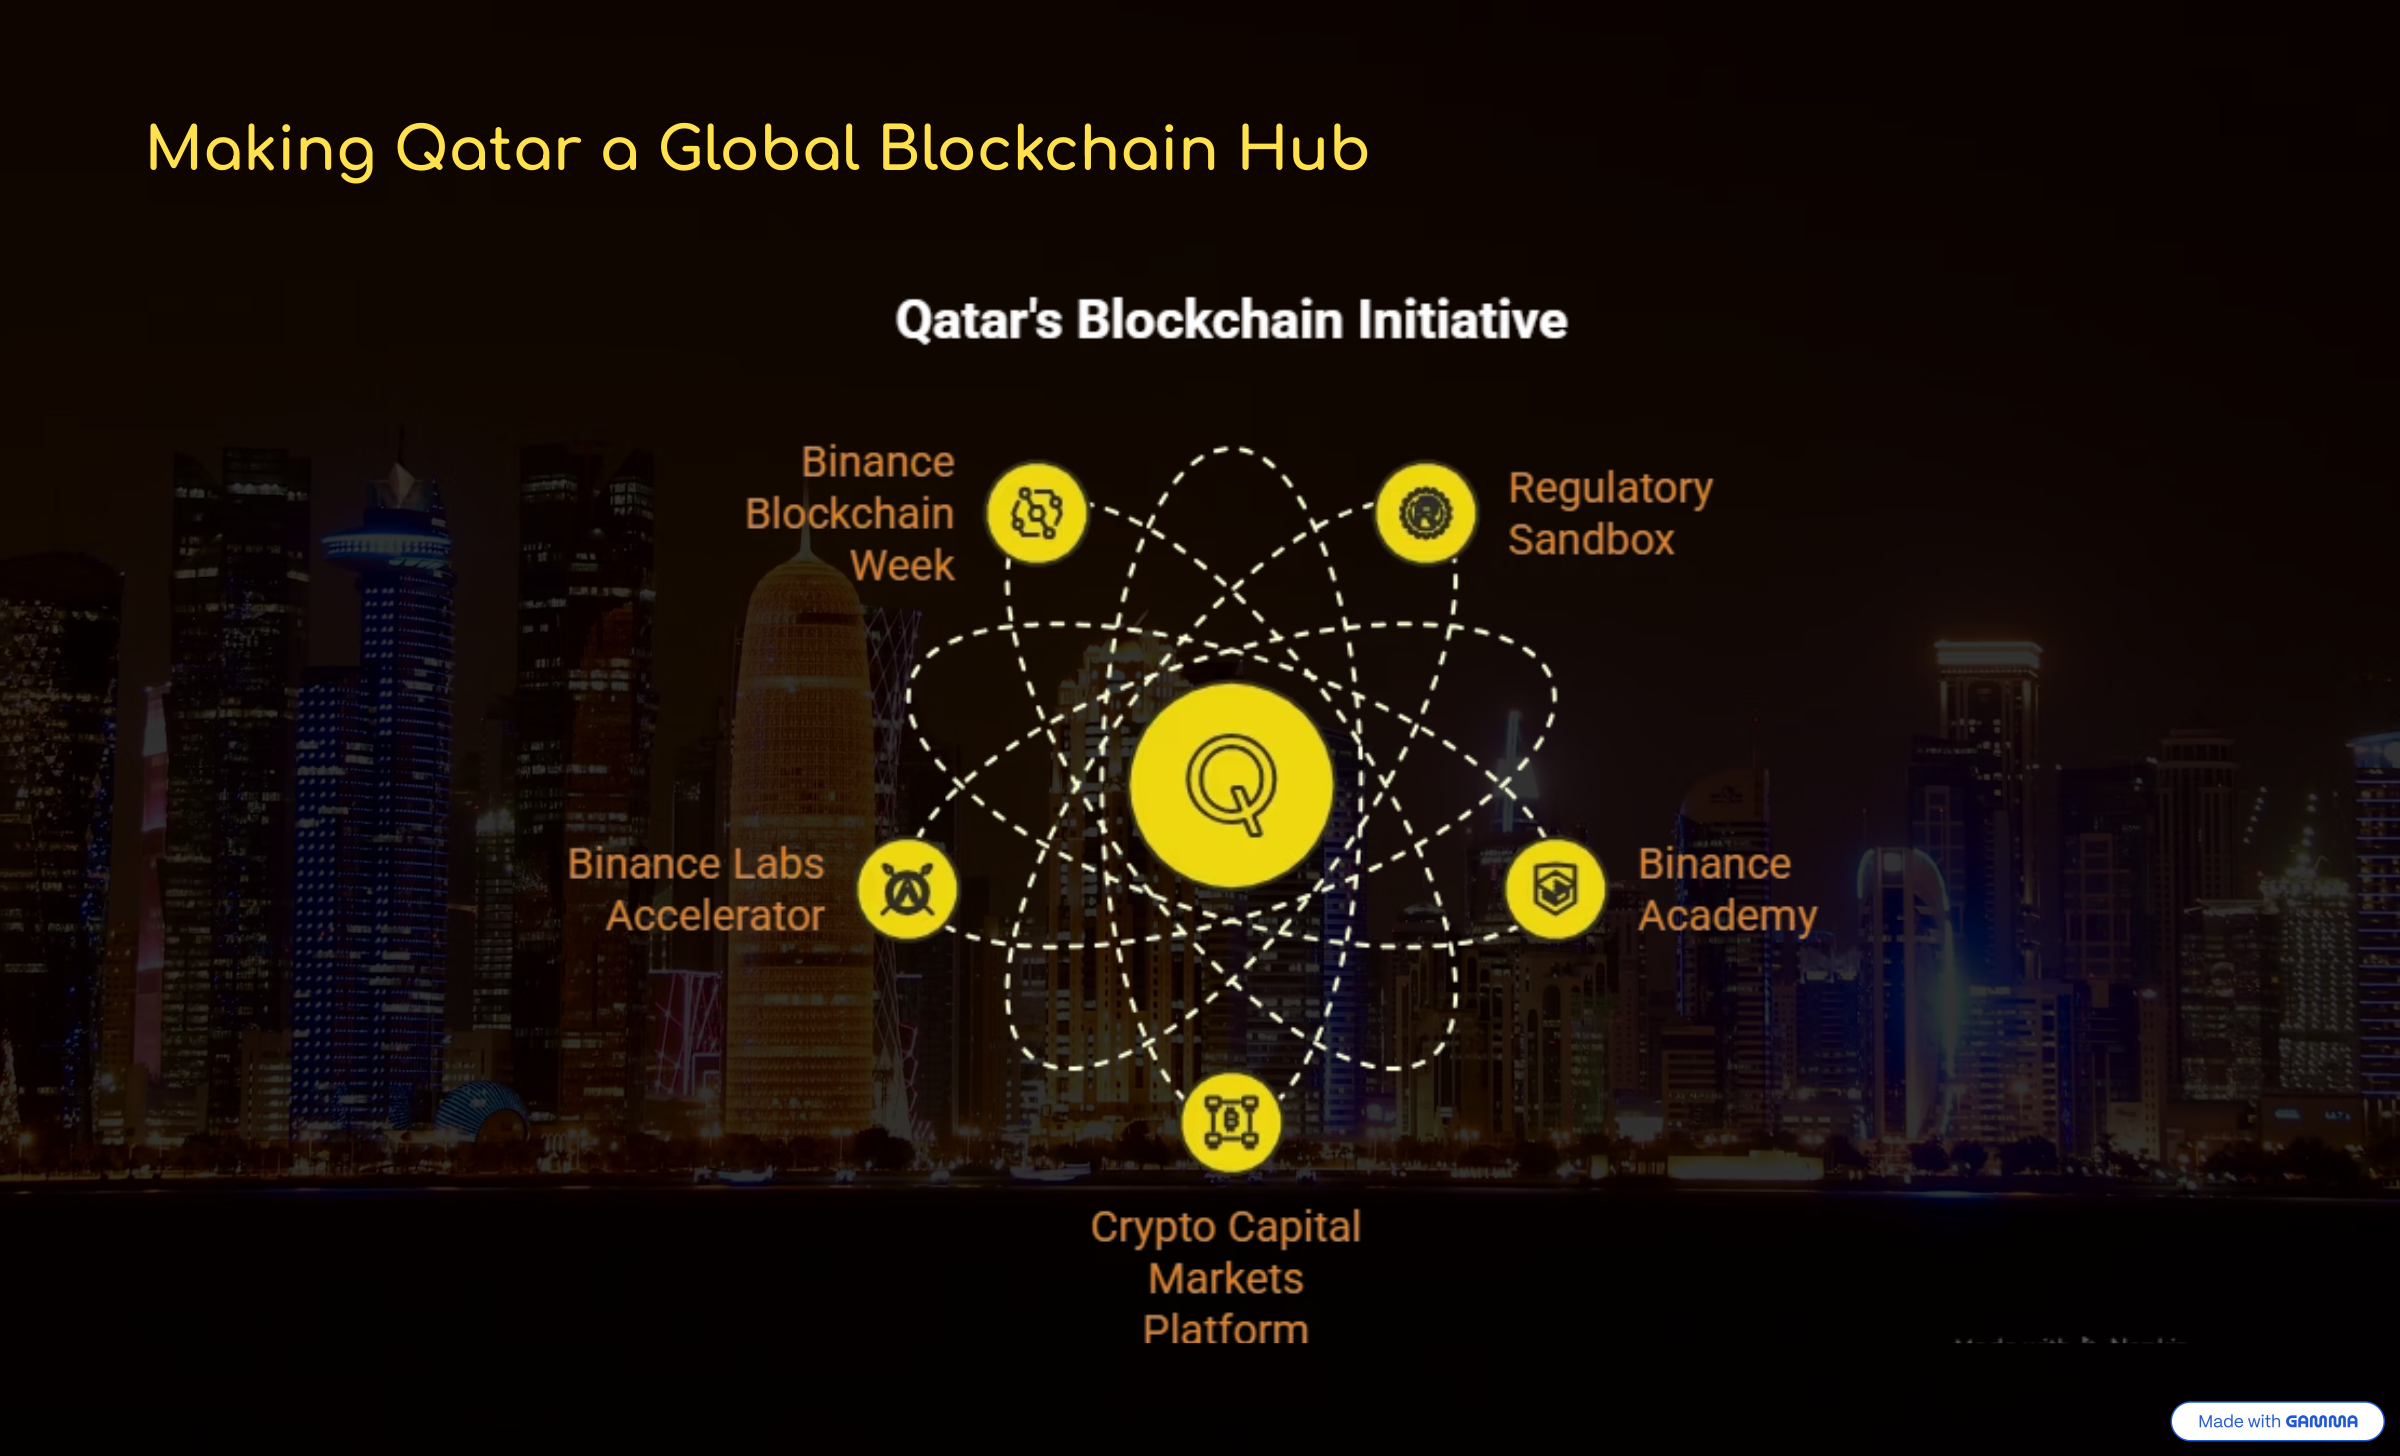 Making Qatar a Global Blockchain Hub
Qatar's Blockchain Initiative
Binance
Blockchain
Week
Regulatory
Sandbox
Q
Binance Labs
Accelerator
Binance
Academy
Crypto Capital
Markets
Platform
Made with GAMMA